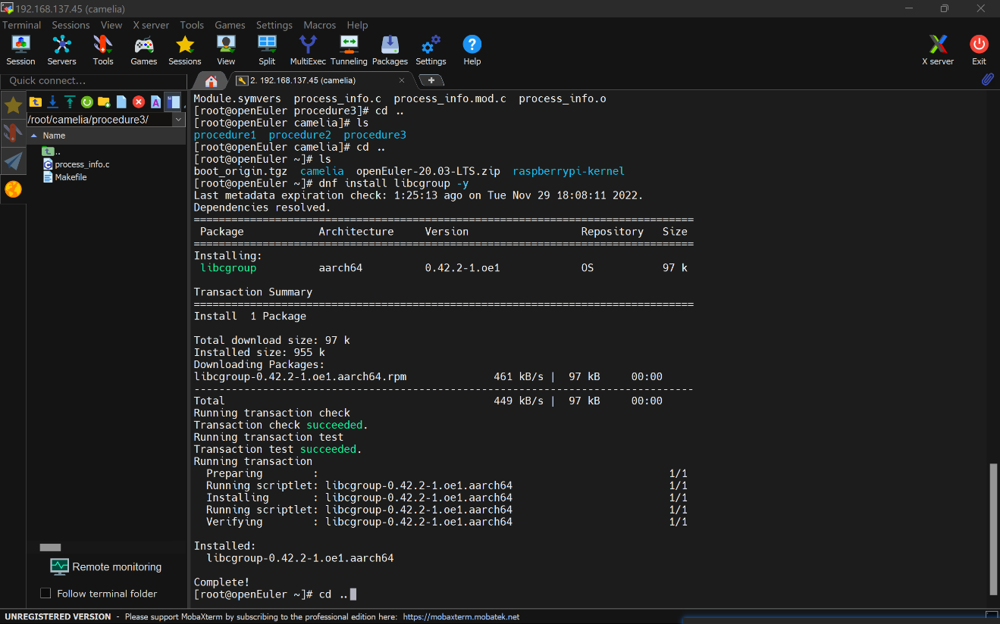 192.168.137.45 (camelia)
Terminal Sessions View X server Tools Games Settings Macros Help
Session Servers Tools Games Sessions View Split MultiExec Tunneling Packages Settings Help X server Exit
Quick connect...
2. 192.168.137.45 (camelia)
/root/camelia/procedure3/
Name
..
process_info.c
Makefile
Remote monitoring
Follow terminal folder
Module.symvers  process_info.c  process_info.mod.c  process_info.o
[root@openEuler procedure3]# cd ..
[root@openEuler camelia]# ls
procedure1  procedure2  procedure3
[root@openEuler camelia]# cd ..
[root@openEuler ~]# ls
boot_origin.tgz  camelia  openEuler-20.03-LTS.zip  raspberrypi-kernel
[root@openEuler ~]# dnf install libcgroup -y
Last metadata expiration check: 1:25:13 ago on Tue Nov 29 18:08:11 2022.
Dependencies resolved.
================================================================================
Package Architecture Version Repository Size
================================================================================
Installing:
libcgroup aarch64 0.42.2-1.oe1 OS 97 k
Transaction Summary
================================================================================
Install  1 Package
Total download size: 97 k
Installed size: 955 k
Downloading Packages:
libcgroup-0.42.2-1.oe1.aarch64.rpm 461 kB/s |  97 kB 00:00
--------------------------------------------------------------------------------
Total 449 kB/s |  97 kB 00:00
Running transaction check
Transaction check succeeded.
Running transaction test
Transaction test succeeded.
Running transaction
Preparing : 1/1
Running scriptlet: libcgroup-0.42.2-1.oe1.aarch64 1/1
Installing : libcgroup-0.42.2-1.oe1.aarch64 1/1
Running scriptlet: libcgroup-0.42.2-1.oe1.aarch64 1/1
Verifying : libcgroup-0.42.2-1.oe1.aarch64 1/1
Installed:
libcgroup-0.42.2-1.oe1.aarch64
Complete!
[root@openEuler ~]# cd ..
UNREGISTERED VERSION - Please support MobaXterm by subscribing to the professional edition here: https://mobaxterm.mobatek.net